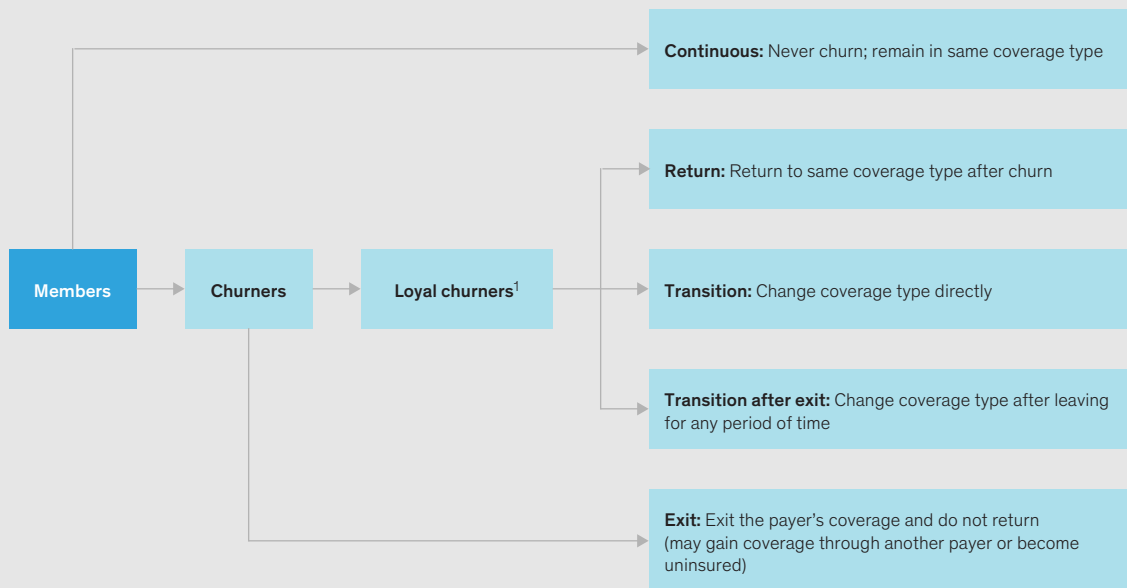 Continuous: Never churn; remain in same coverage type
Return: Return to same coverage type after churn
Members
Churners
Loyal churners¹
Transition: Change coverage type directly
Transition after exit: Change coverage type after leaving
for any period of time
Exit: Exit the payer’s coverage and do not return
(may gain coverage through another payer or become
uninsured)